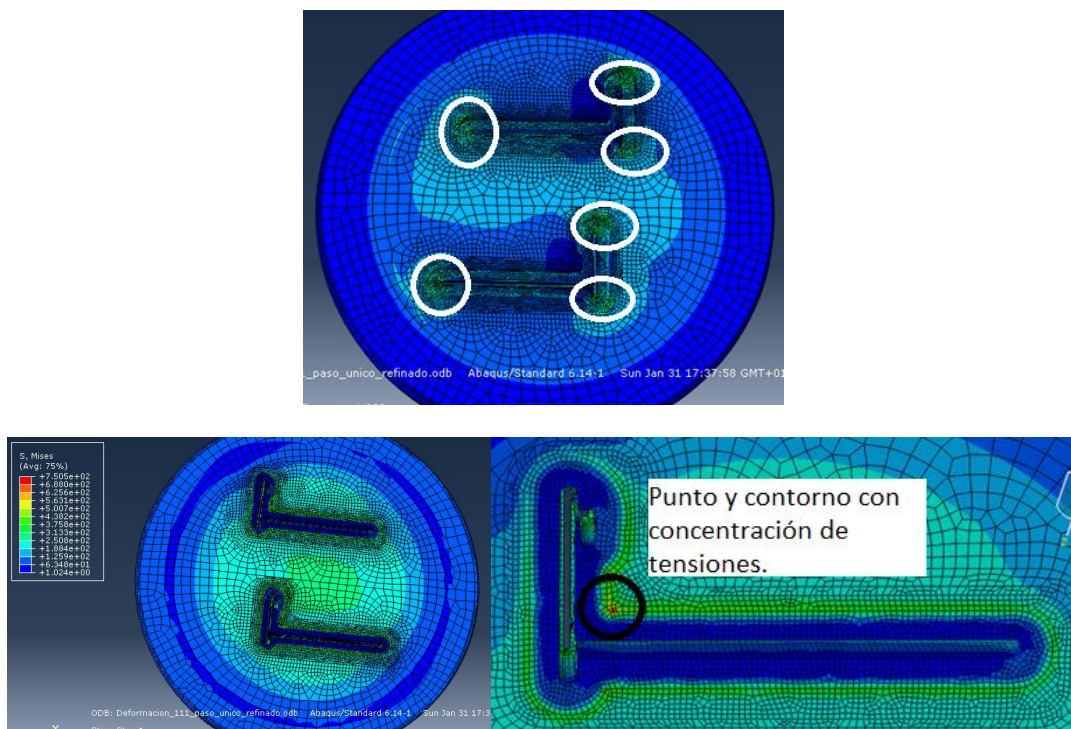 ._paso_unico_refinado.odb Abaqus/Standard 6.14-1 Sun Jan 31 17:37:58 GMT+01
S, Mises
(Avg: 75%)
+7.505e+02
+6.880e+02
+6.256e+02
+5.631e+02
+5.007e+02
+4.382e+02
+3.758e+02
+3.133e+02
+2.508e+02
+1.884e+02
+1.259e+02
+6.348e+01
+1.024e+00
ODB: Deformacion_111_paso_unico_refinado.odb Abaqus/Standard 6.14-1 Sun Jan 31 17:3
Punto y contorno con
concentración de
tensiones.